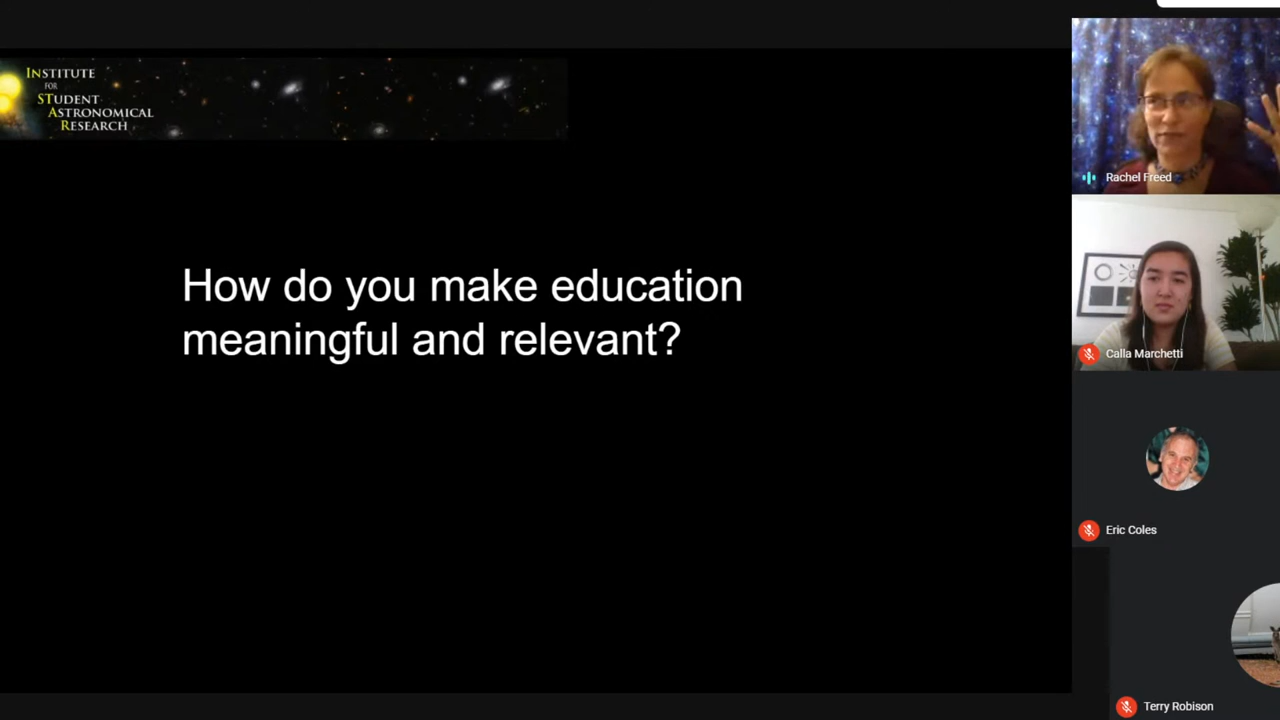 INSTITUTE
FOR
STUDENT
ASTRONOMICAL
RESEARCH
How do you make education
meaningful and relevant?
Rachel Freed
Calla Marchetti
Eric Coles
Terry Robison